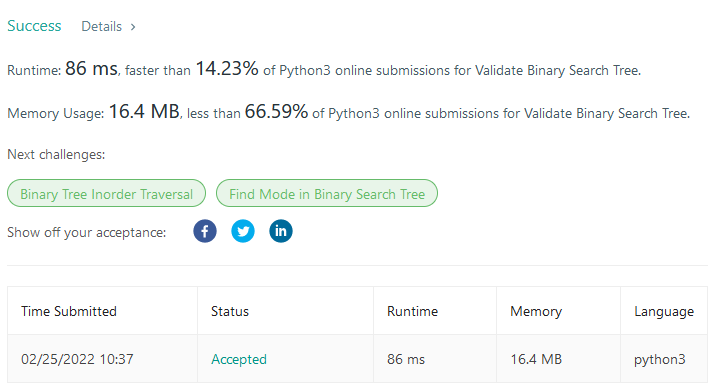 Success Details >
Runtime: 86 ms, faster than 14.23% of Python3 online submissions for Validate Binary Search Tree.
Memory Usage: 16.4 MB, less than 66.59% of Python3 online submissions for Validate Binary Search Tree.
Next challenges:
Binary Tree Inorder Traversal Find Mode in Binary Search Tree
Show off your acceptance: f in
Time Submitted Status Runtime Memory Language
02/25/2022 10:37 Accepted 86 ms 16.4 MB python3